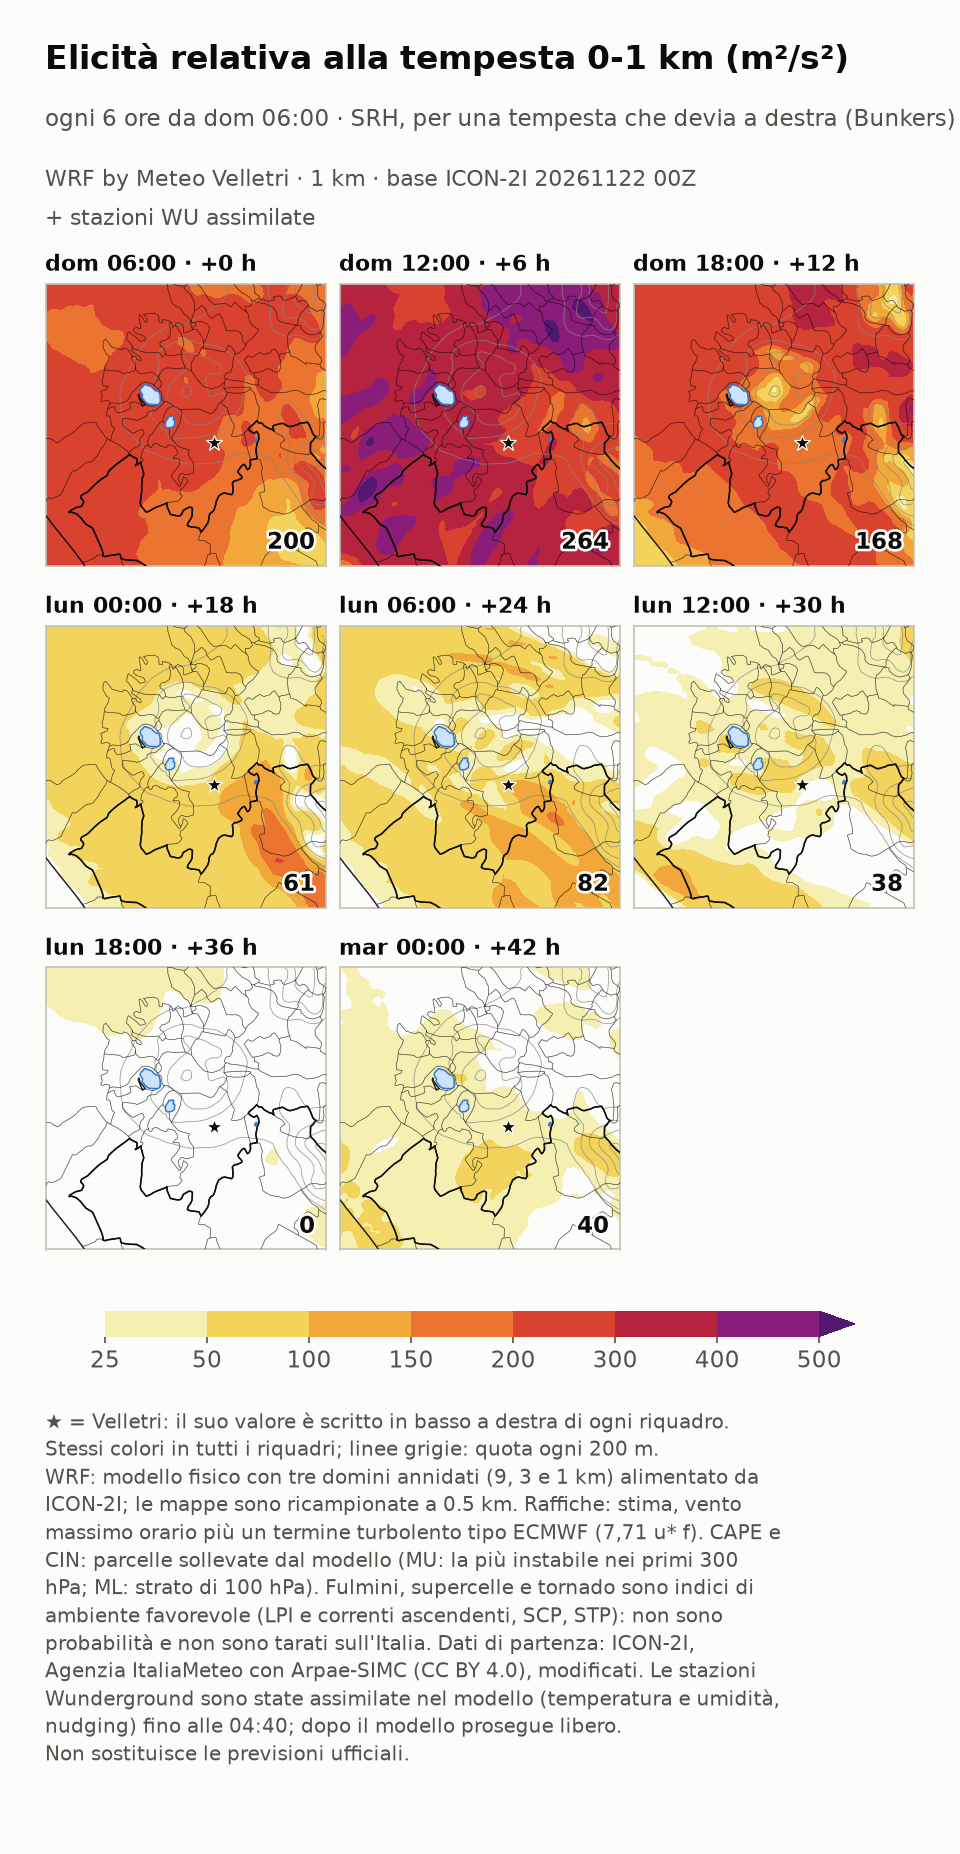 Elicità relativa alla tempesta 0-1 km (m²/s²)
ogni 6 ore da dom 06:00 · SRH, per una tempesta che devia a destra (Bunkers)
WRF by Meteo Velletri · 1 km · base ICON-2I 20261122 00Z
+ stazioni WU assimilate
dom 06:00 · +0 h
dom 12:00 · +6 h
dom 18:00 · +12 h
200
264
168
lun 00:00 · +18 h
lun 06:00 · +24 h
lun 12:00 · +30 h
61
82
38
lun 18:00 · +36 h
mar 00:00 · +42 h
0
40
25 50 100 150 200 300 400 500
★ = Velletri: il suo valore è scritto in basso a destra di ogni riquadro.
Stessi colori in tutti i riquadri; linee grigie: quota ogni 200 m.
WRF: modello fisico con tre domini annidati (9, 3 e 1 km) alimentato da
ICON-2I; le mappe sono ricampionate a 0.5 km. Raffiche: stima, vento
massimo orario più un termine turbolento tipo ECMWF (7,71 u* f). CAPE e
CIN: parcelle sollevate dal modello (MU: la più instabile nei primi 300
hPa; ML: strato di 100 hPa). Fulmini, supercelle e tornado sono indici di
ambiente favorevole (LPI e correnti ascendenti, SCP, STP): non sono
probabilità e non sono tarati sull'Italia. Dati di partenza: ICON-2I,
Agenzia ItaliaMeteo con Arpae-SIMC (CC BY 4.0), modificati. Le stazioni
Wunderground sono state assimilate nel modello (temperatura e umidità,
nudging) fino alle 04:40; dopo il modello prosegue libero.
Non sostituisce le previsioni ufficiali.